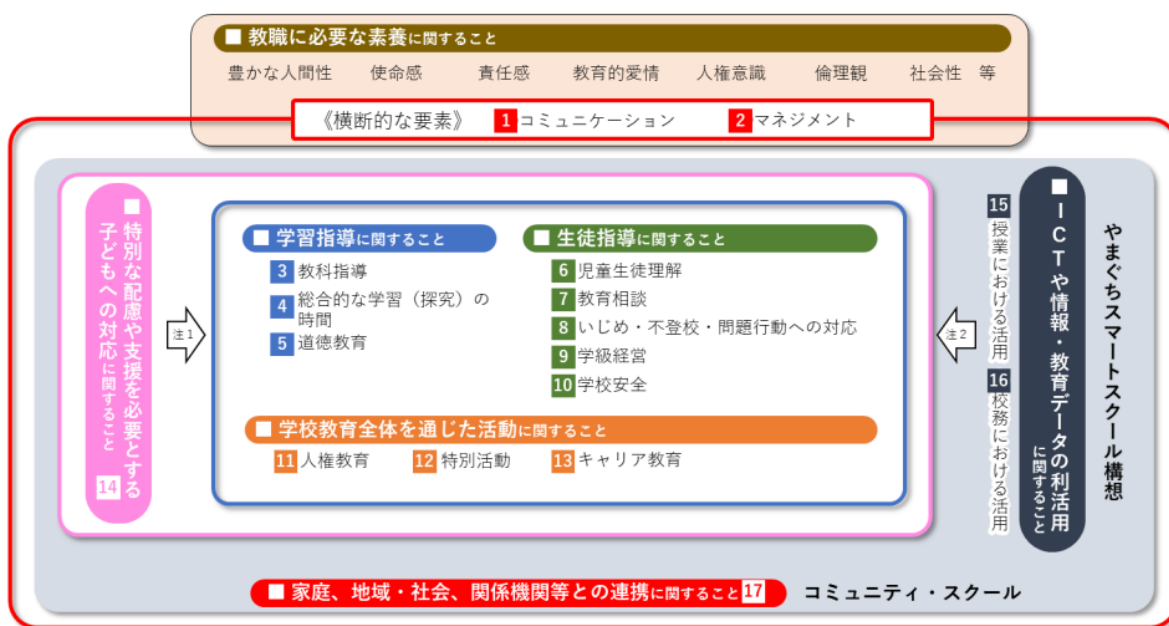 ■ 教職に必要な素養に関すること
豊かな人間性 使命感 責任感 教育的愛情 人権意識 倫理観 社会性 等
《横断的な要素》 1 コミュニケーション 2 マネジメント
■ 特別な配慮や支援を必要とする
子どもへの対応に関すること 14
注1
■ 学習指導に関すること
3 教科指導
4 総合的な学習（探究）の
時間
5 道徳教育
■ 生徒指導に関すること
6 児童生徒理解
7 教育相談
8 いじめ・不登校・問題行動への対応
9 学級経営
10 学校安全
■ 学校教育全体を通じた活動に関すること
11 人権教育 12 特別活動 13 キャリア教育
注2
15 授業における活用
16 校務における活用
■ ICTや情報・教育データの利活用
に関すること
やまぐちスマートスクール構想
■ 家庭、地域・社会、関係機関等との連携に関すること 17
コミュニティ・スクール